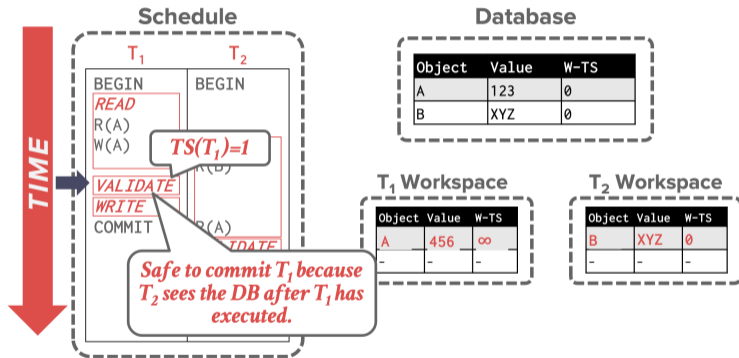 Schedule
T1 T2
BEGIN BEGIN
READ
R(A)
W(A)
TS(T1)=1
R(B)
VALIDATE
WRITE
COMMIT R(A)
Safe to commit T1 because
T2 sees the DB after T1 has
executed.
TIME
Database
Object Value W-TS
A 123 0
B XYZ 0
T1 Workspace
Object Value W-TS
A 456 ∞
- - -
T2 Workspace
Object Value W-TS
B XYZ 0
- - -